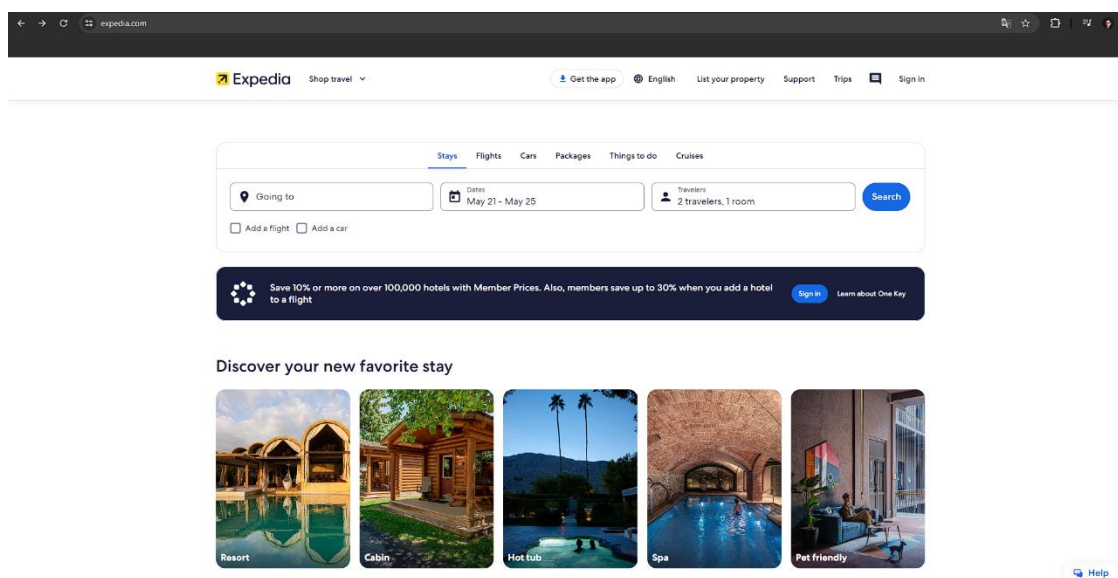 expedia.com
Expedia
Shop travel
Get the app
English
List your property
Support
Trips
Sign in
Stays
Flights
Cars
Packages
Things to do
Cruises
Going to
Dates
May 21 - May 25
Travelers
2 travelers, 1 room
Search
Add a flight
Add a car
Save 10% or more on over 100,000 hotels with Member Prices. Also, members save up to 30% when you add a hotel
to a flight
Sign in
Learn about One Key
Discover your new favorite stay
Resort
Cabin
Hot tub
Spa
Pet friendly
Help